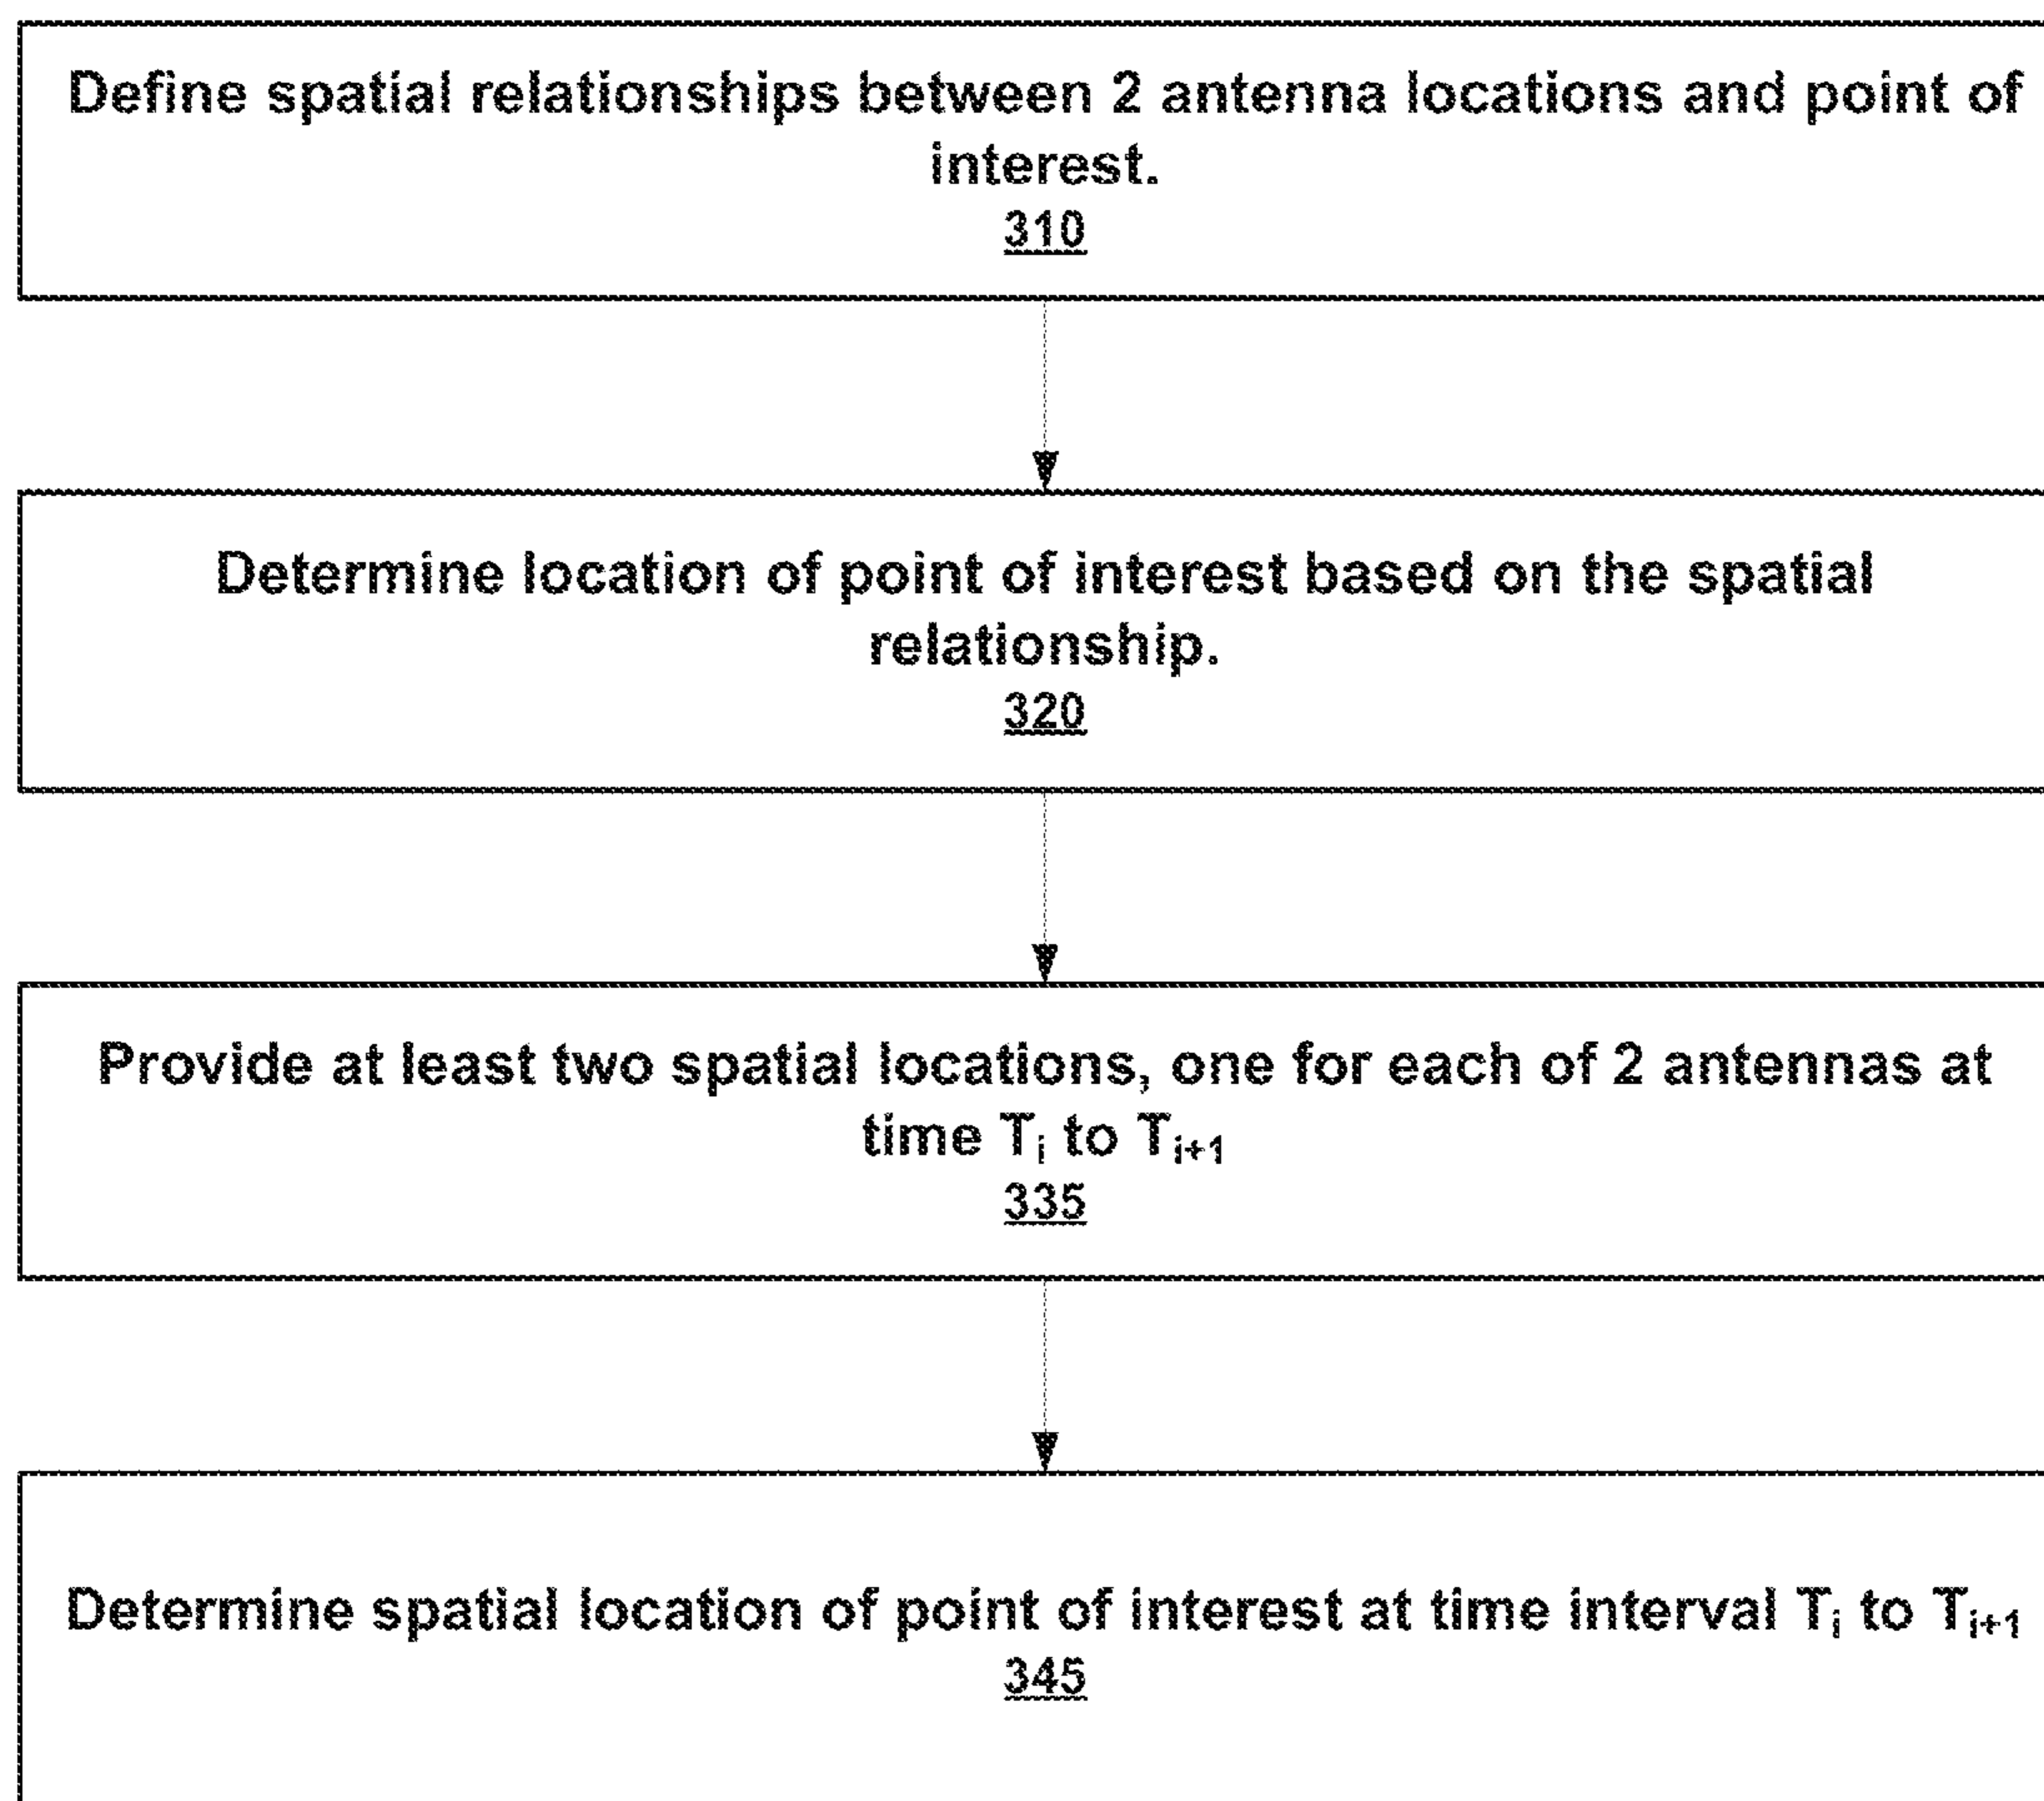 Define spatial relationships between 2 antenna locations and point of
interest.
310
Determine location of point of interest based on the spatial
relationship.
320
Provide at least two spatial locations, one for each of 2 antennas at
time Tᵢ to Tᵢ₊₁
335
Determine spatial location of point of interest at time interval Tᵢ to Tᵢ₊₁
345